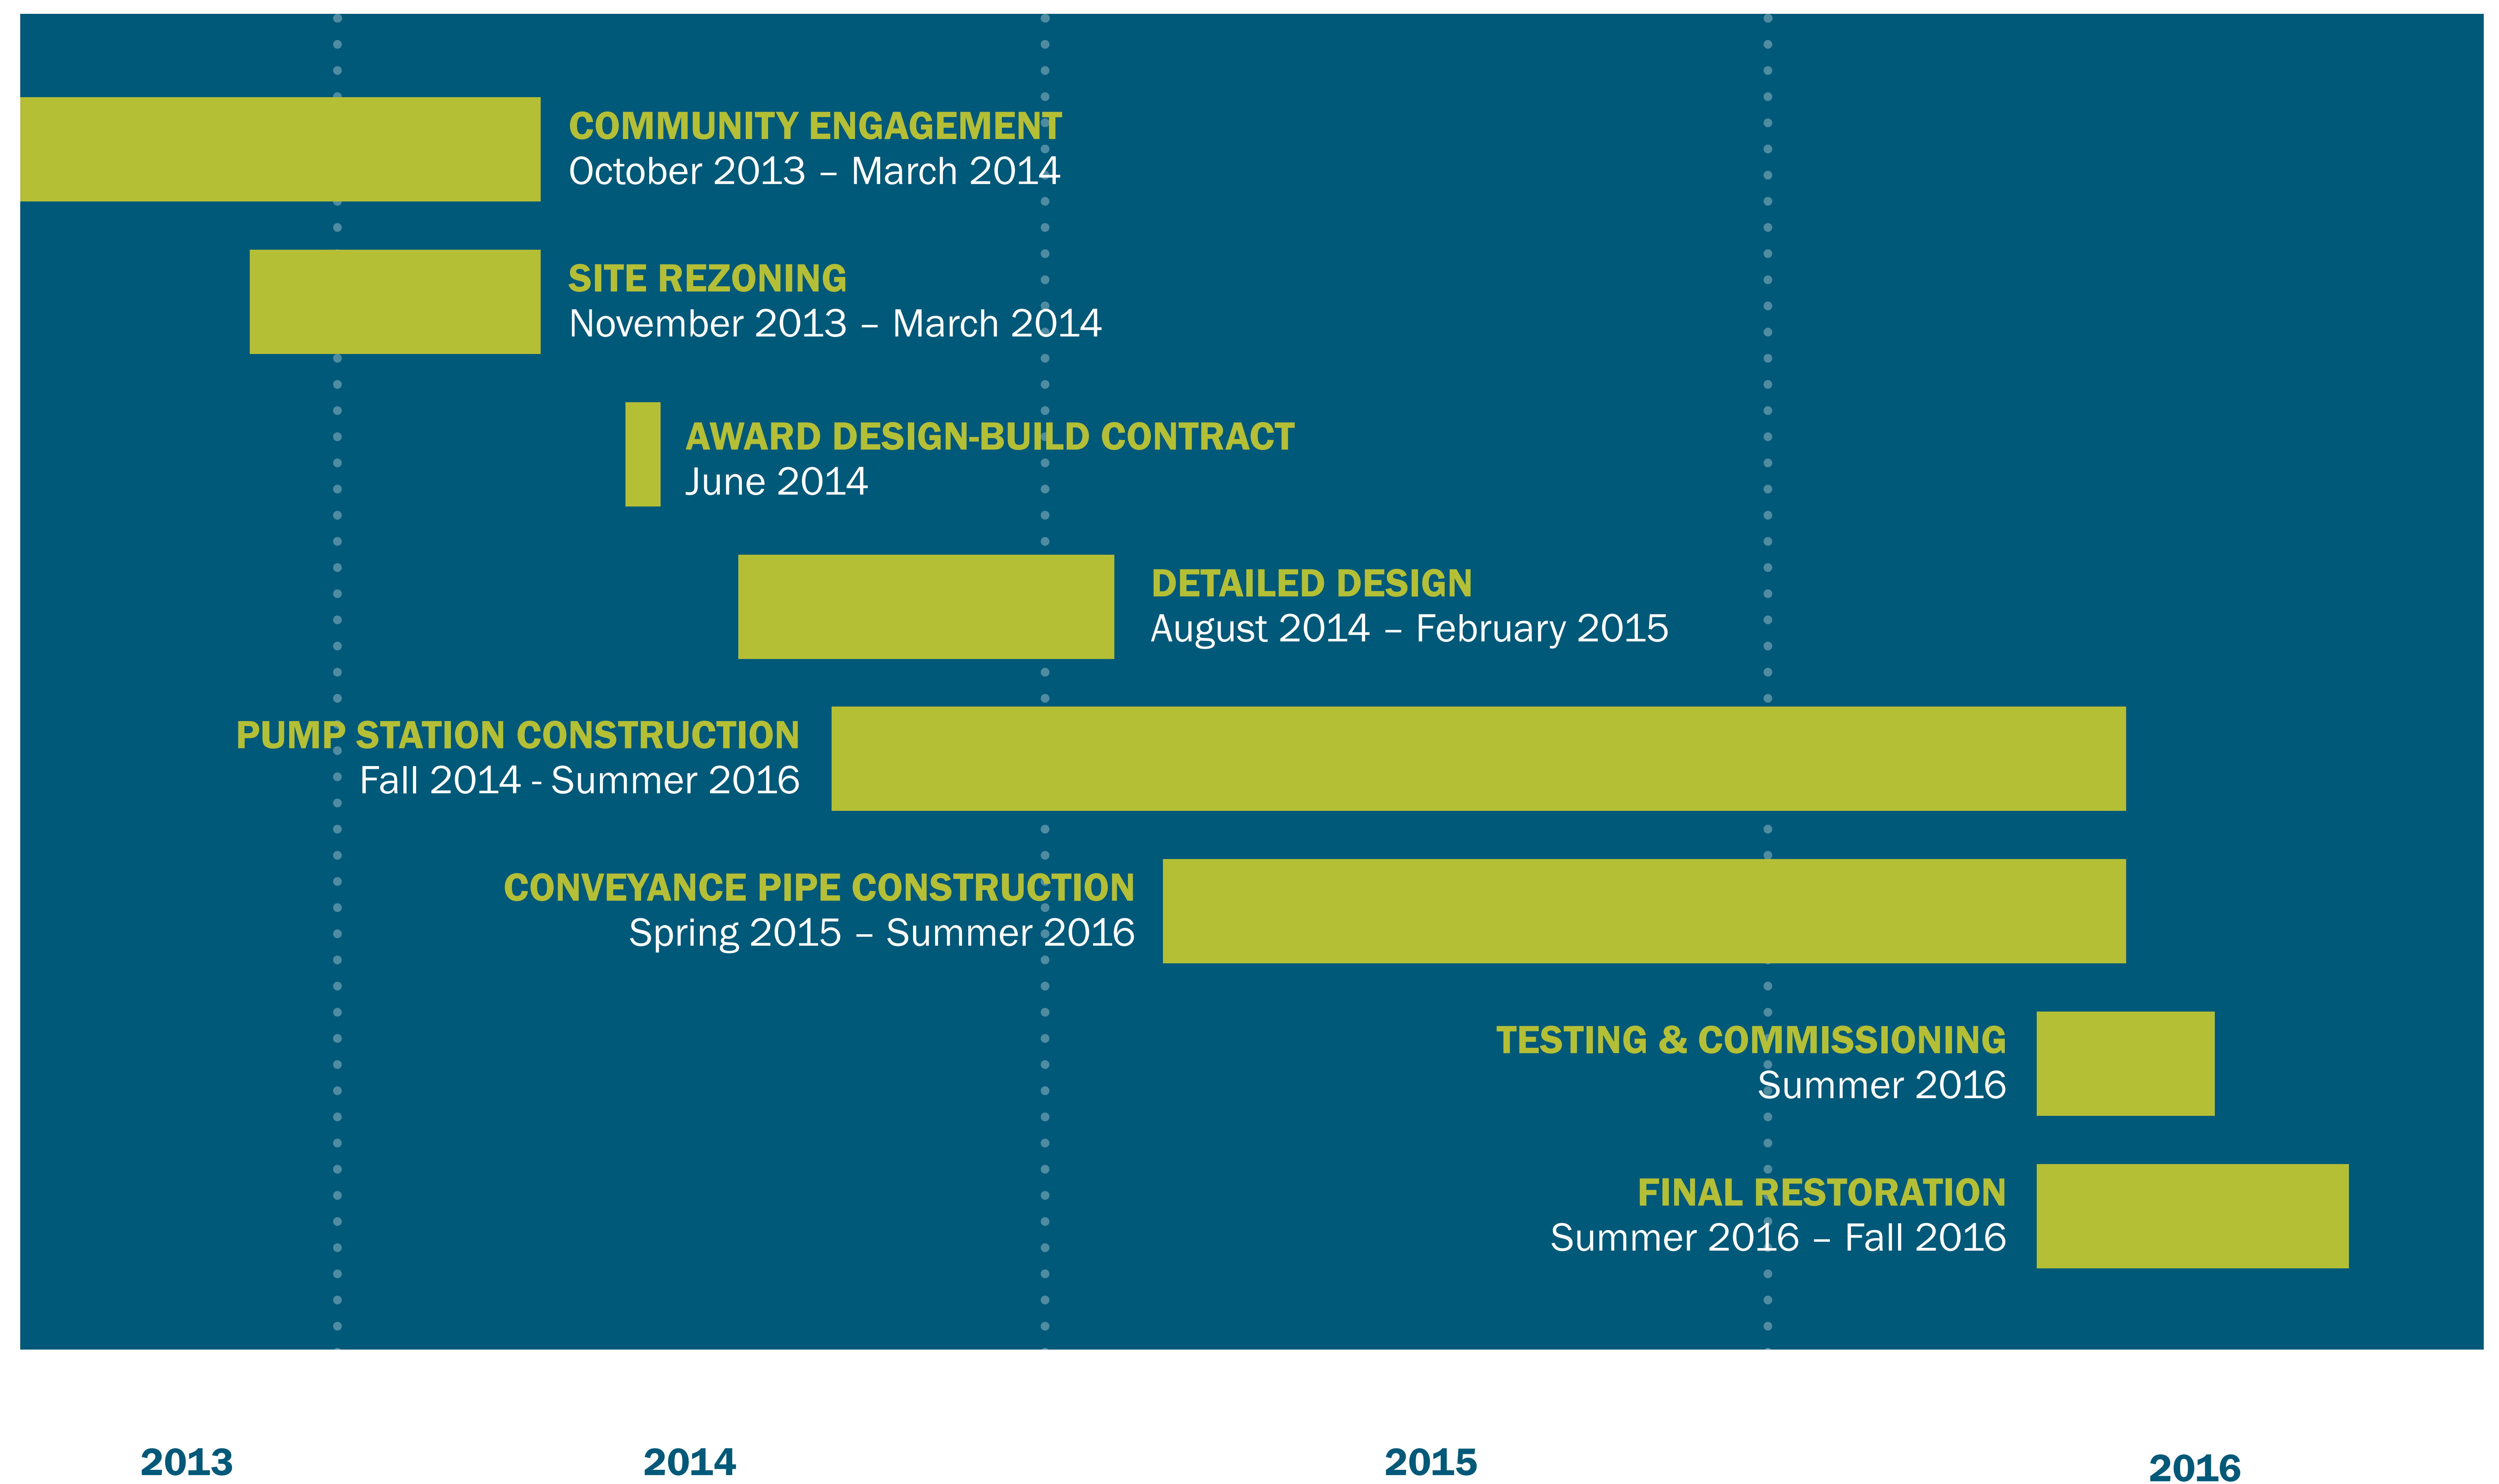 COMMUNITY ENGAGEMENT
October 2013 – March 2014
SITE REZONING
November 2013 – March 2014
AWARD DESIGN-BUILD CONTRACT
June 2014
DETAILED DESIGN
August 2014 – February 2015
PUMP STATION CONSTRUCTION
Fall 2014 - Summer 2016
CONVEYANCE PIPE CONSTRUCTION
Spring 2015 – Summer 2016
TESTING & COMMISSIONING
Summer 2016
FINAL RESTORATION
Summer 2016 – Fall 2016
2013 2014 2015 2016